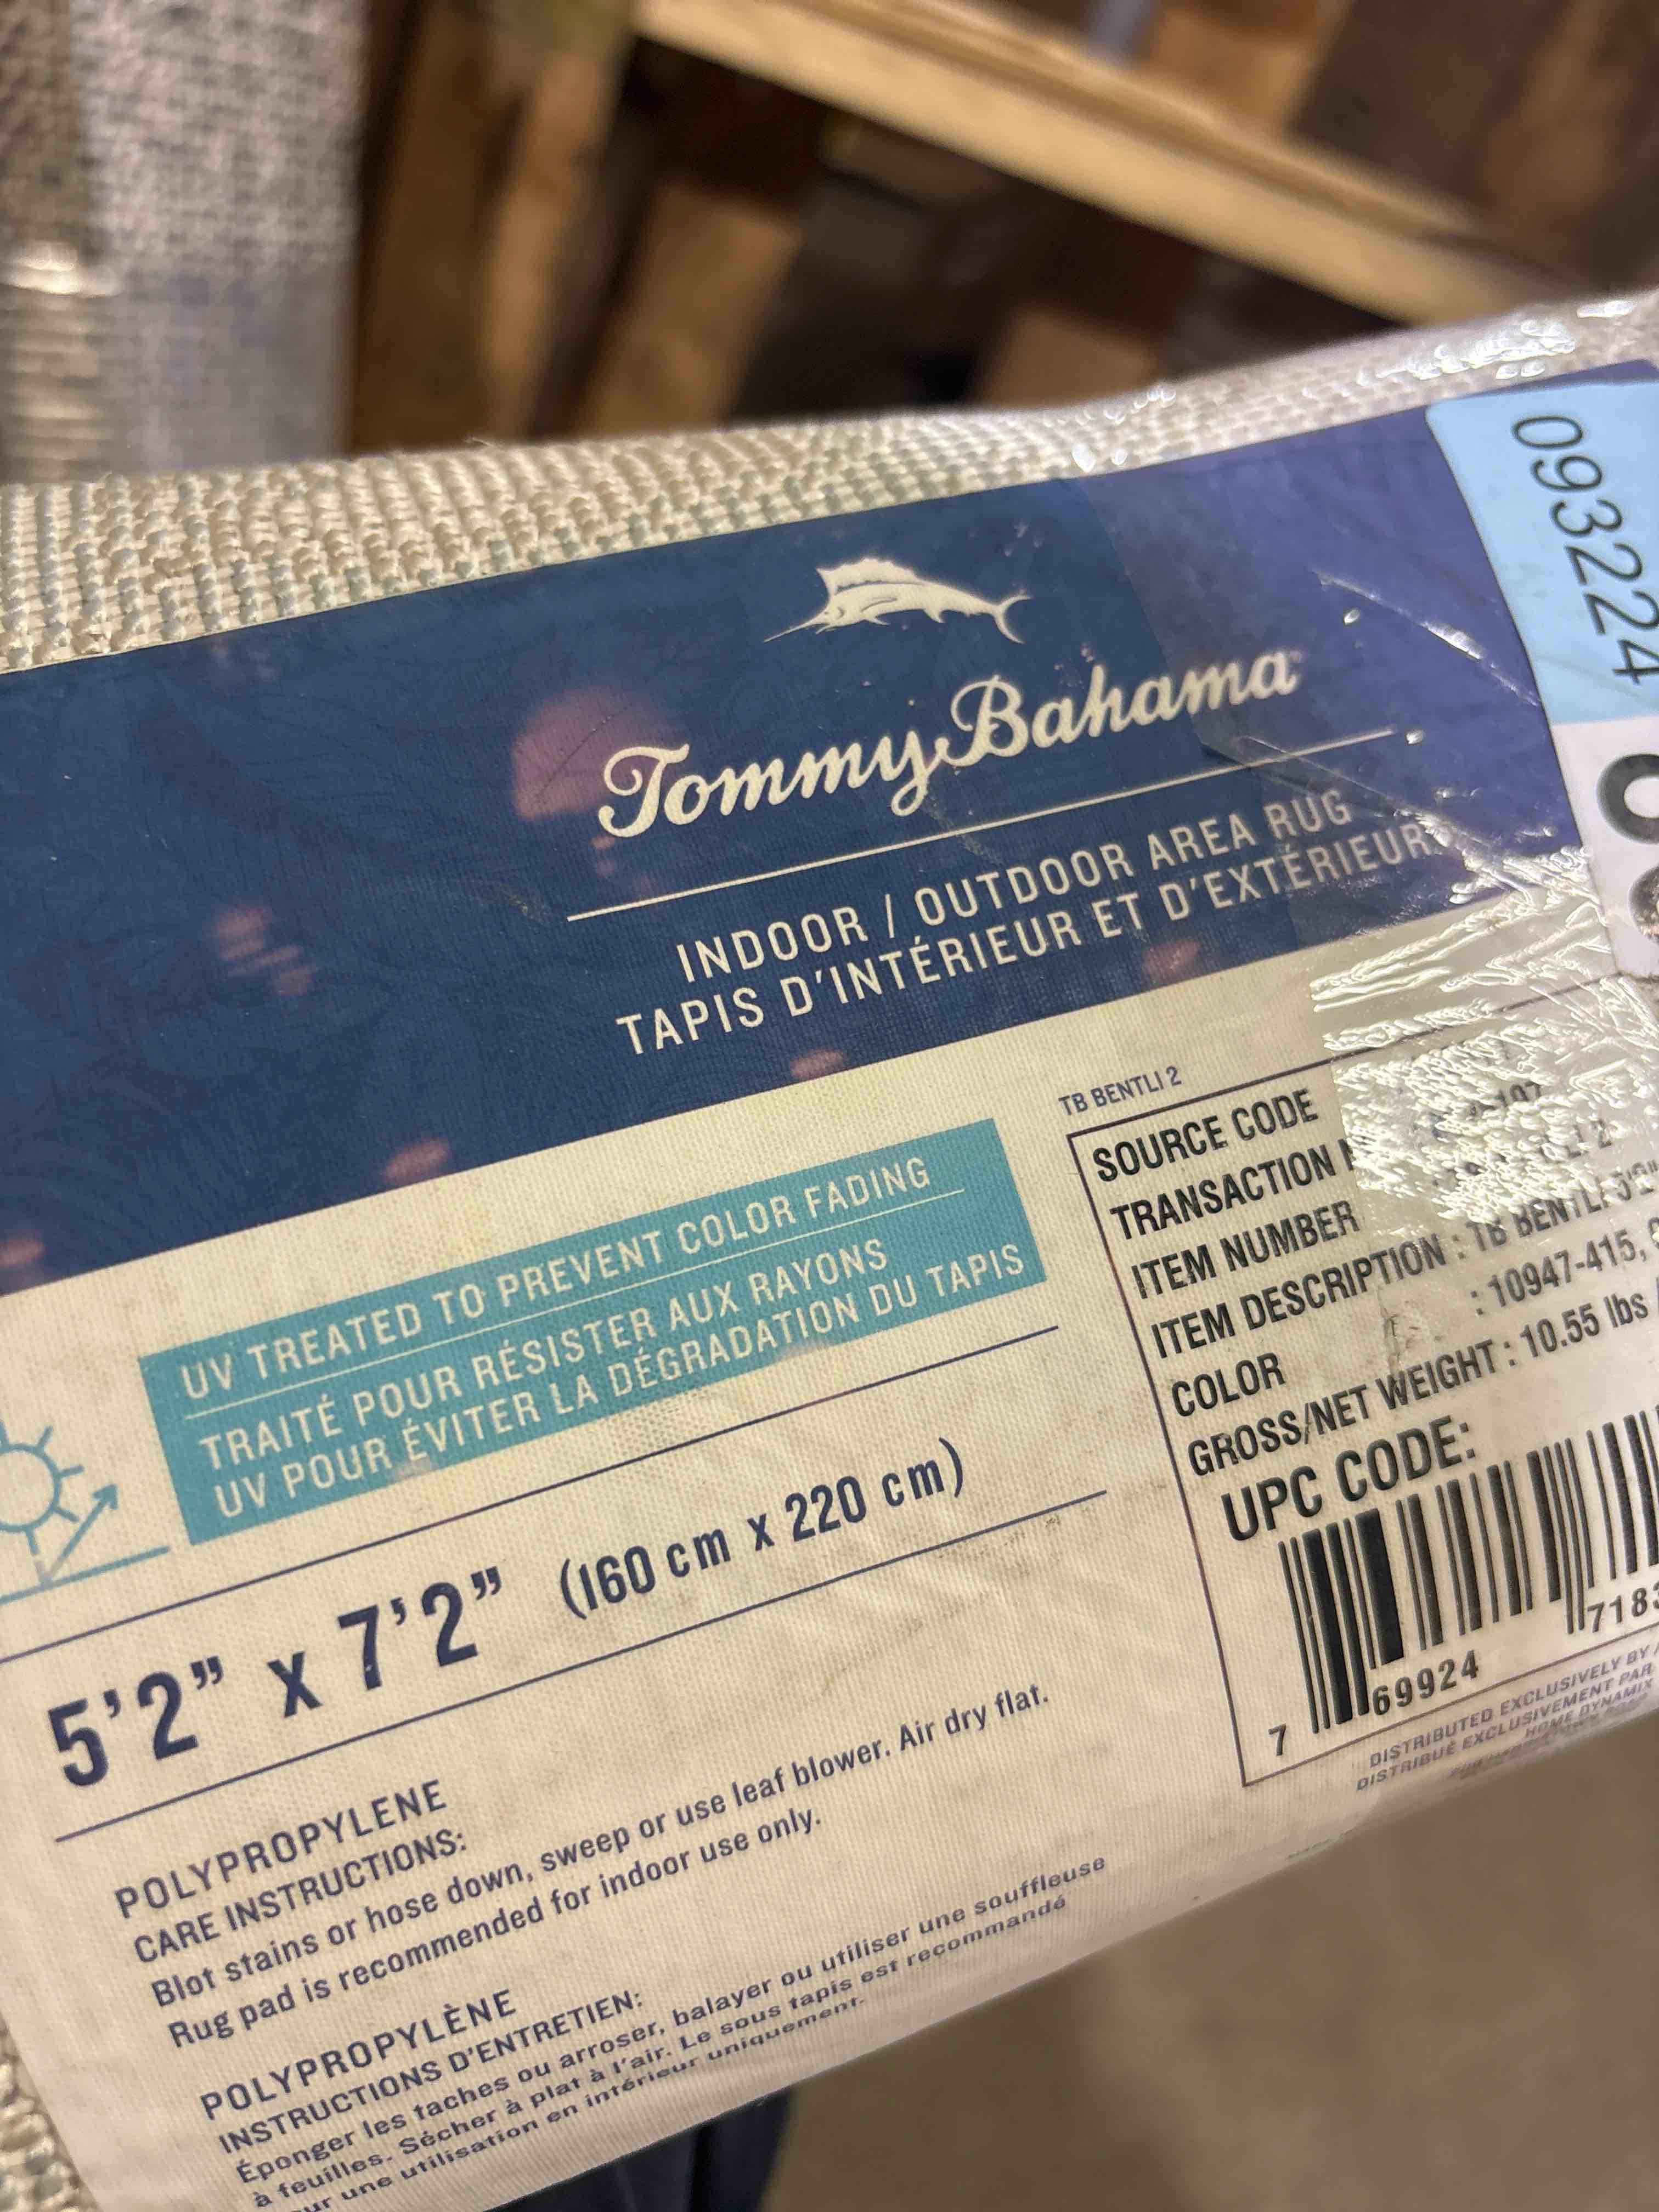 093224
Tommy Bahama
INDOOR / OUTDOOR AREA RUG
TAPIS D'INTÉRIEUR ET D'EXTÉRIEUR
UV TREATED TO PREVENT COLOR FADING
TRAITÉ POUR RÉSISTER AUX RAYONS
UV POUR ÉVITER LA DÉGRADATION DU TAPIS
5'2” x 7'2” (160 cm x 220 cm)
POLYPROPYLENE
CARE INSTRUCTIONS:
Blot stains or hose down, sweep or use leaf blower. Air dry flat.
Rug pad is recommended for indoor use only.
POLYPROPYLÈNE
INSTRUCTIONS D'ENTRETIEN:
Éponger les taches ou arroser, balayer ou utiliser une souffleuse
à feuilles. Sécher à plat à l'air. Le sous tapis est recommandé
une utilisation en intérieur uniquement.
TB BENTLI 2
SOURCE CODE
TRANSACTION
ITEM NUMBER
ITEM DESCRIPTION : TB BENTLI 5'2"
COLOR : 10947-415,
GROSS/NET WEIGHT : 10.55 lbs /
UPC CODE:
7 69924 7183
DISTRIBUTED EXCLUSIVELY BY /
DISTRIBUÉ EXCLUSIVEMENT PAR
HOME DYNAMIX